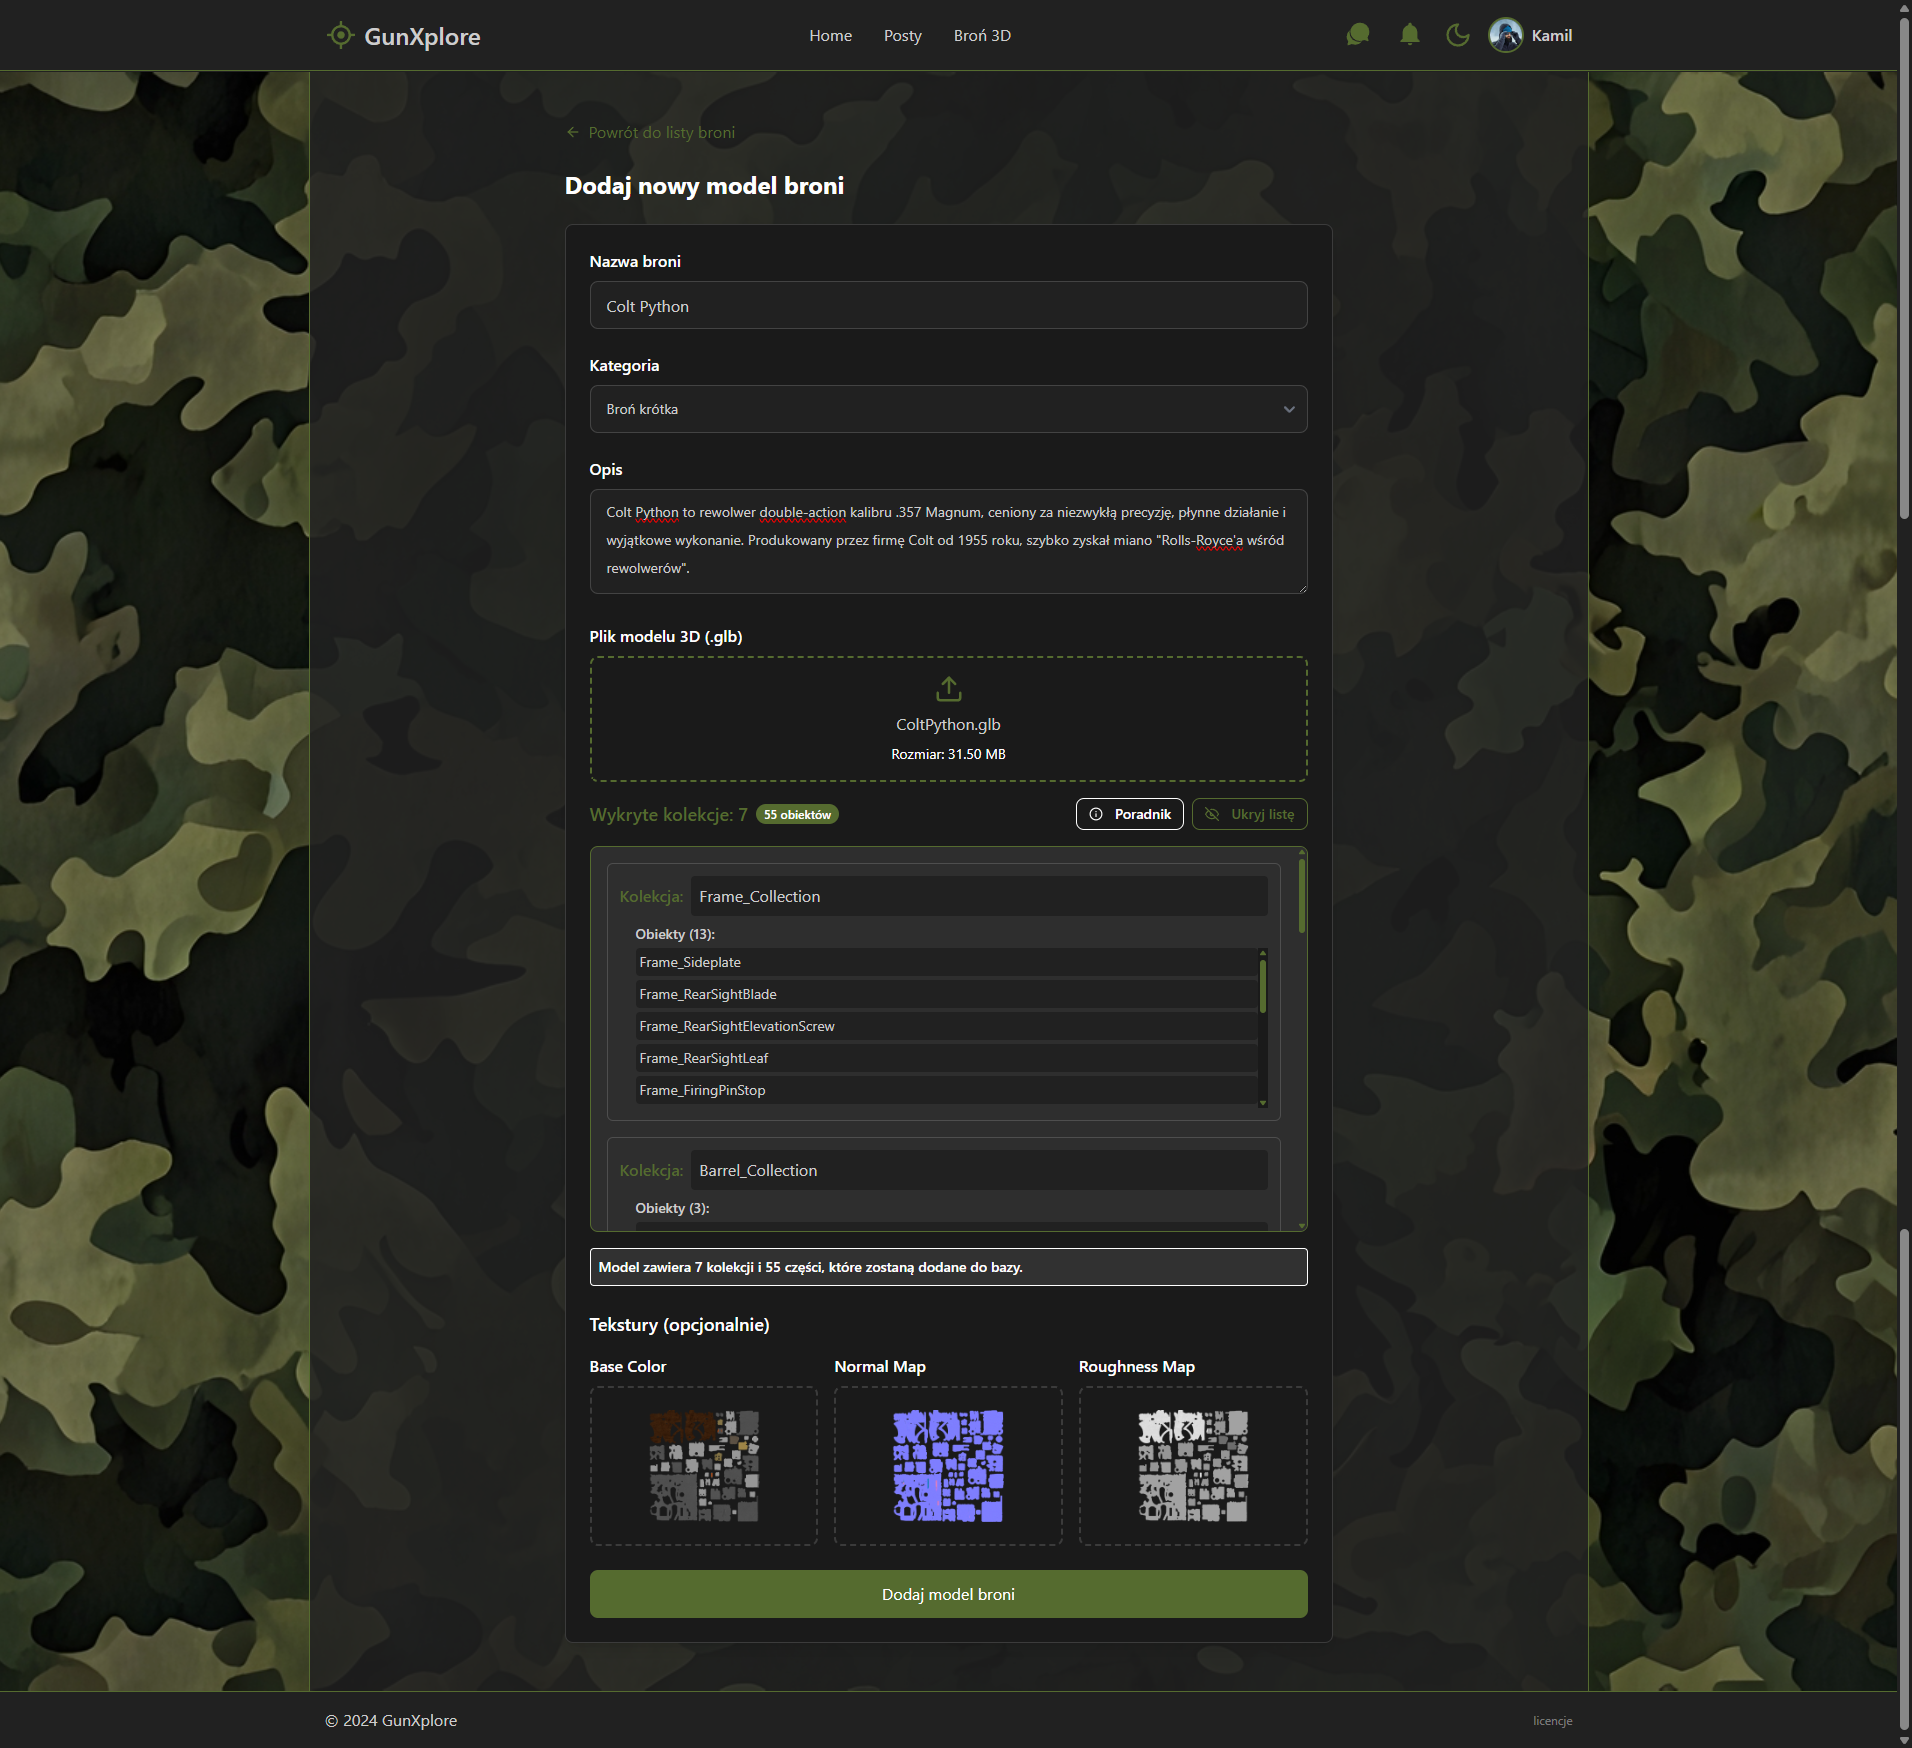 GunXplore
Home
Posty
Broń 3D
Kamil
Powrót do listy broni
Dodaj nowy model broni
Nazwa broni
Colt Python
Kategoria
Broń krótka
Opis
Colt Python to rewolwer double-action kalibru .357 Magnum, ceniony za niezwykłą precyzję, płynne działanie i
wyjątkowe wykonanie. Produkowany przez firmę Colt od 1955 roku, szybko zyskał miano "Rolls-Royce'a wśród
rewolwerów".
Plik modelu 3D (.glb)
ColtPython.glb
Rozmiar: 31.50 MB
Wykryte kolekcje: 7
55 obiektów
Poradnik
Ukryj listę
Kolekcja:
Frame_Collection
Obiekty (13):
Frame_Sideplate
Frame_RearSightBlade
Frame_RearSightElevationScrew
Frame_RearSightLeaf
Frame_FiringPinStop
Kolekcja:
Barrel_Collection
Obiekty (3):
Model zawiera 7 kolekcji i 55 części, które zostaną dodane do bazy.
Tekstury (opcjonalnie)
Base Color
Normal Map
Roughness Map
Dodaj model broni
© 2024 GunXplore
licencje